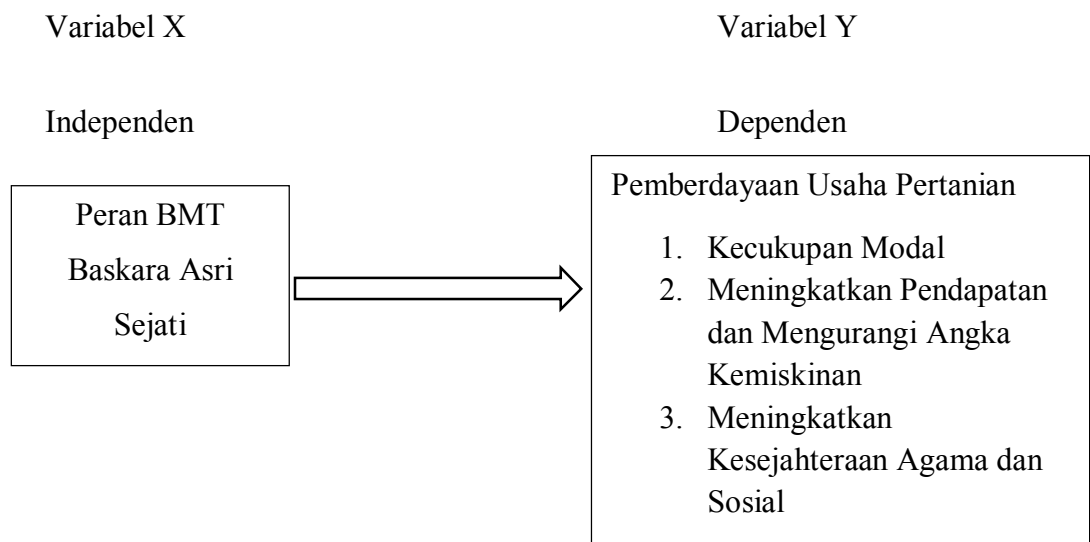 Variabel X
Variabel Y
Independen
Dependen
Peran BMT
Baskara Asri
Sejati
Pemberdayaan Usaha Pertanian
1. Kecukupan Modal
2. Meningkatkan Pendapatan
dan Mengurangi Angka
Kemiskinan
3. Meningkatkan
Kesejahteraan Agama dan
Sosial